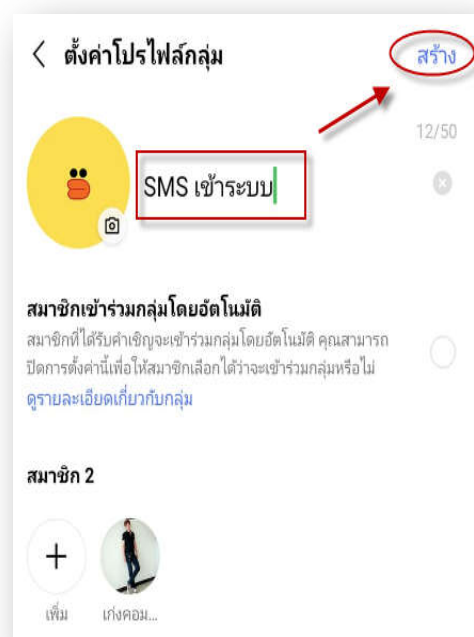 ตั้งค่าโปรไฟล์กลุ่ม
สร้าง
12/50
SMS เข้าระบบ
สมาชิกเข้าร่วมกลุ่มโดยอัตโนมัติ
สมาชิกที่ได้รับคำเชิญจะเข้าร่วมกลุ่มโดยอัตโนมัติ คุณสามารถ
ปิดการตั้งค่านี้เพื่อให้สมาชิกเลือกได้ว่าจะเข้าร่วมกลุ่มหรือไม่
ดูรายละเอียดเกี่ยวกับกลุ่ม
สมาชิก 2
เพิ่ม
เก่งคอม...